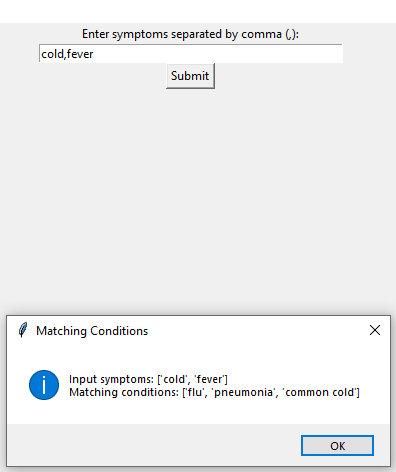 Enter symptoms separated by comma (,):
cold,fever
Submit
Matching Conditions
Input symptoms: ['cold', 'fever']
Matching conditions: ['flu', 'pneumonia', 'common cold']
OK